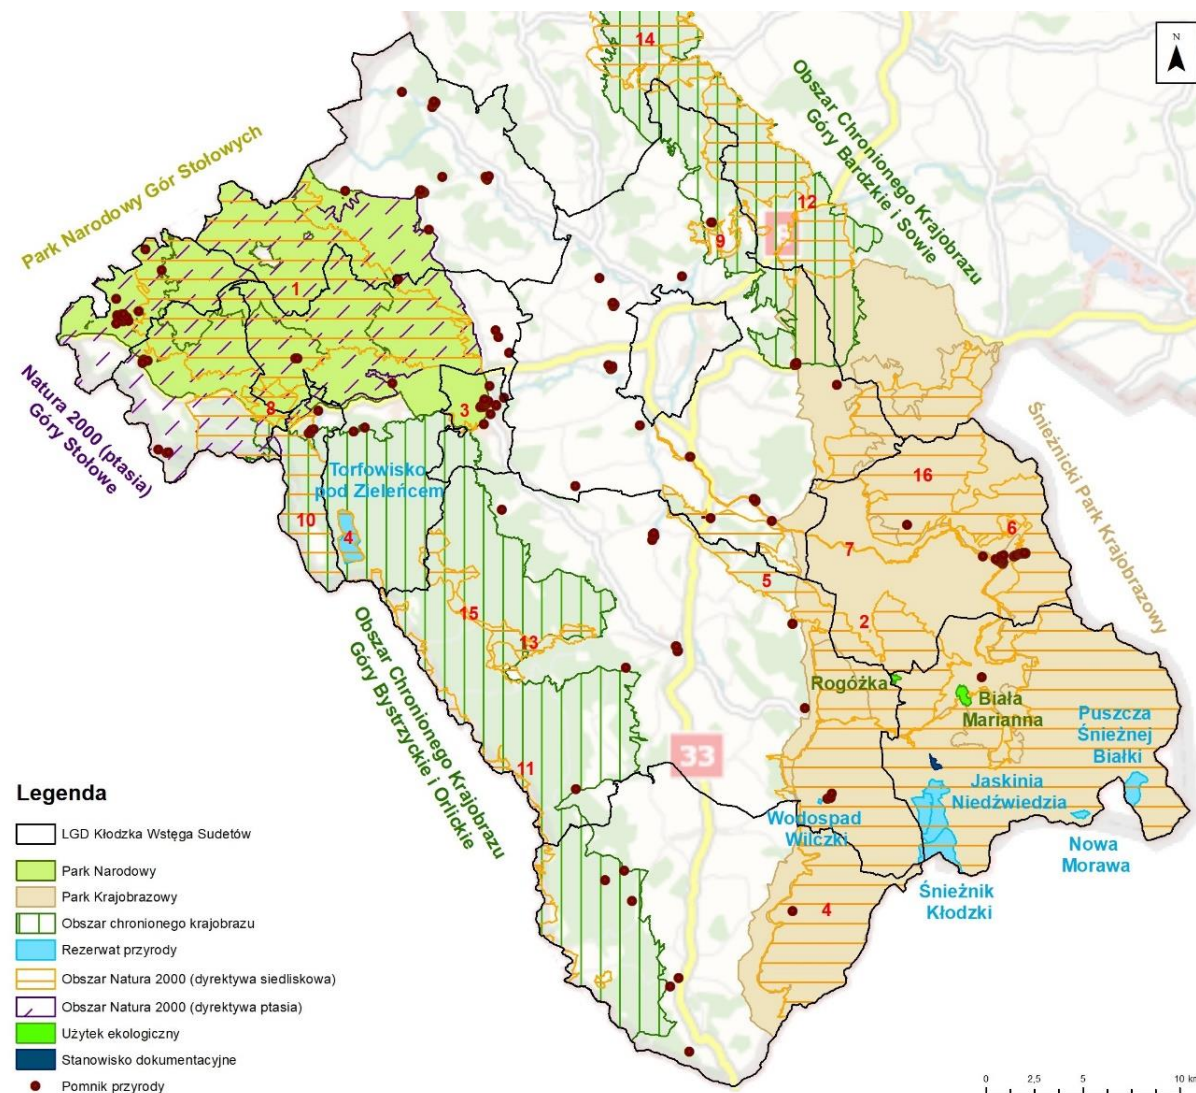 N
14
Obszar Chronionego Krajobrazu
Góry Bardzkie i Sowie
Park Narodowy Gór Stołowych
12
9
1
Natura 2000 (ptasia)
Góry Stołowe
8
3
Śnieżnicki Park Krajobrazowy
Torfowisko
pod Zieleńcem
16
10
4
6
7
5
15
2
13
Obszar Chronionego Krajobrazu
Góry Bystrzyckie i Orlickie
Rogóżka
Biała
Marianna
Puszcza
Śnieżnej
Białki
33
11
Jaskinia
Niedźwiedzia
Wodospad
Wilczki
Nowa
Morawa
Śnieżnik
Kłodzki
4
Legenda
LGD Kłodzka Wstęga Sudetów
Park Narodowy
Park Krajobrazowy
Obszar chronionego krajobrazu
Rezerwat przyrody
Obszar Natura 2000 (dyrektywa siedliskowa)
Obszar Natura 2000 (dyrektywa ptasia)
Użytek ekologiczny
Stanowisko dokumentacyjne
Pomnik przyrody
0 2,5 5 10 km